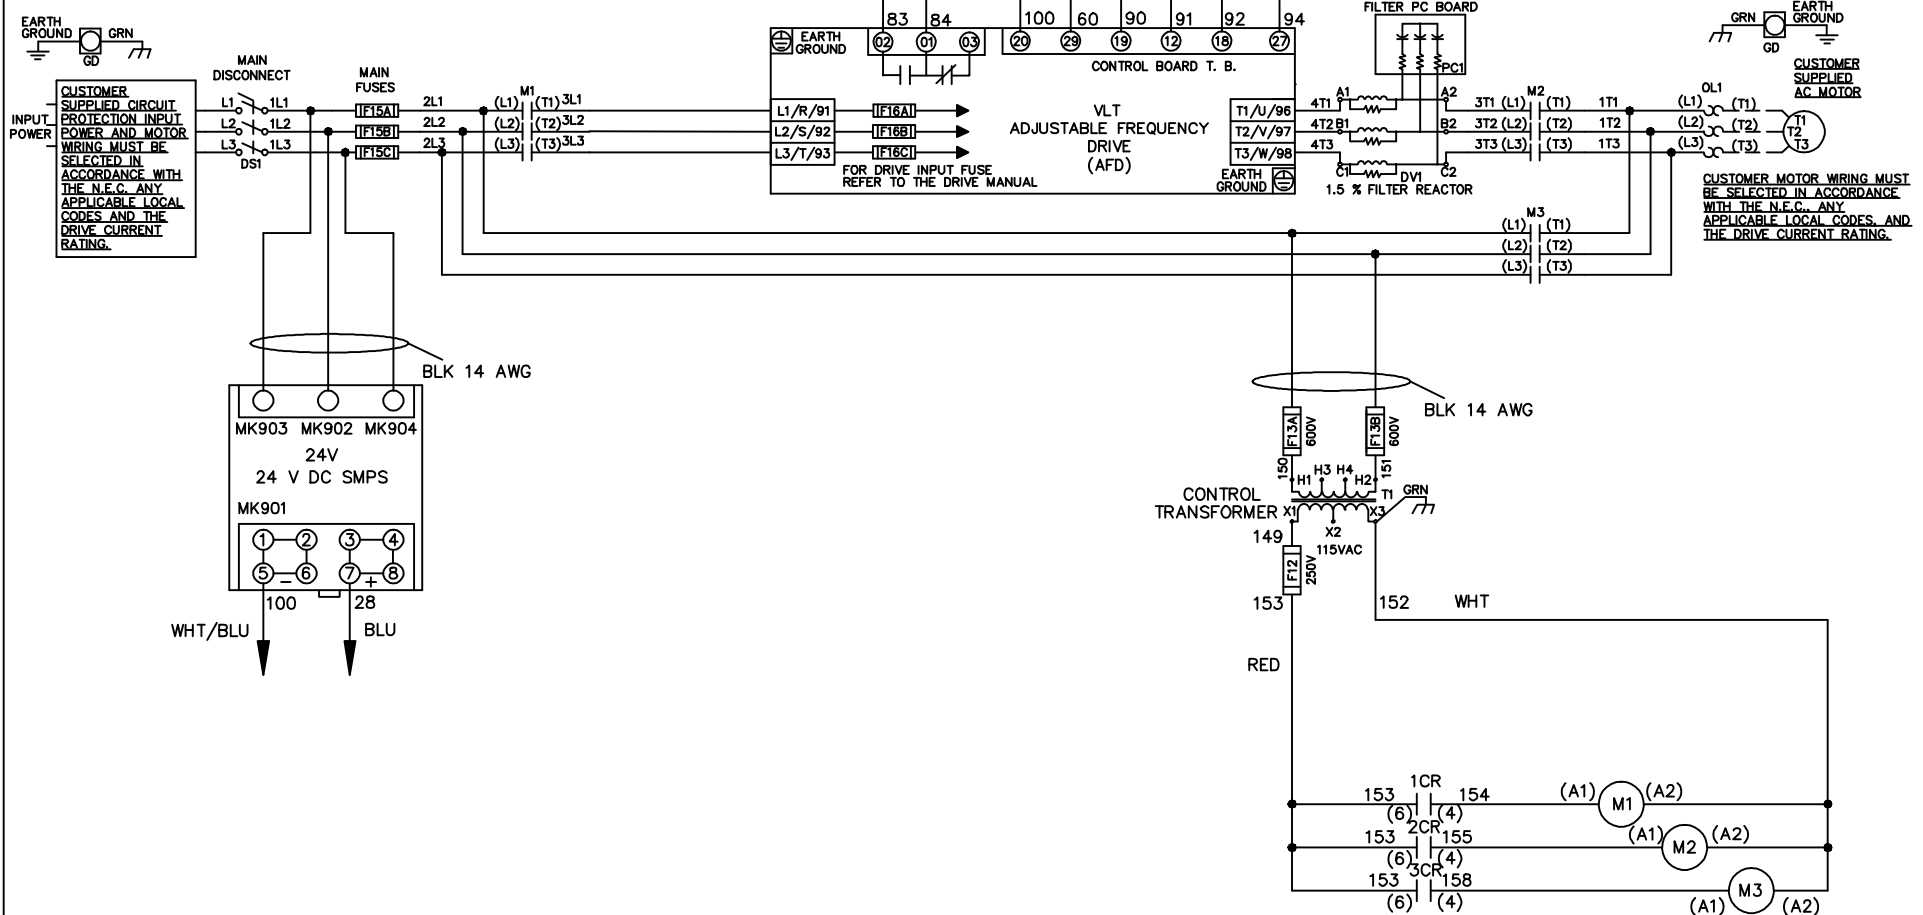 EARTH
GROUND
GRN
GD
83
84
100
60
90
91
92
94
FILTER PC BOARD
PC1
GRN
EARTH
GROUND
GD
EARTH
GROUND
02
01
03
20
29
19
12
18
27
CONTROL BOARD T. B.
INPUT
POWER
CUSTOMER
SUPPLIED CIRCUIT
PROTECTION INPUT
POWER AND MOTOR
WIRING MUST BE
SELECTED IN
ACCORDANCE WITH
THE N.E.C. ANY
APPLICABLE LOCAL
CODES AND THE
DRIVE CURRENT
RATING.
MAIN
DISCONNECT
L1 1L1
L2 1L2
L3 1L3
DS1
MAIN
FUSES
F15A
F15B
F15C
2L1
2L2
2L3
M1
(L1) (T1) 3L1
(L2) (T2) 3L2
(L3) (T3) 3L3
L1/R/91
L2/S/92
L3/T/93
F16A
F16B
F16C
FOR DRIVE INPUT FUSE
REFER TO THE DRIVE MANUAL
VLT
ADJUSTABLE FREQUENCY
DRIVE
(AFD)
T1/U/96
T2/V/97
T3/W/98
EARTH
GROUND
4T1 A1 A2
4T2 B1 B2
4T3
C1 C2
DV1
1.5 % FILTER REACTOR
M2
3T1 (L1) (T1) 1T1
3T2 (L2) (T2) 1T2
3T3 (L3) (T3) 1T3
OL1
(L1) (T1)
(L2) (T2)
(L3) (T3)
CUSTOMER
SUPPLIED
AC MOTOR
T1
T2
T3
CUSTOMER MOTOR WIRING MUST
BE SELECTED IN ACCORDANCE
WITH THE N.E.C., ANY
APPLICABLE LOCAL CODES, AND
THE DRIVE CURRENT RATING.
M3
(L1) (T1)
(L2) (T2)
(L3) (T3)
BLK 14 AWG
MK903 MK902 MK904
24V
24 V DC SMPS
MK901
1 2 3 4
5 - 6 7 + 8
100
28
WHT/BLU
BLU
BLK 14 AWG
F13A
600V
F13B
600V
150
151
H1 H3 H4 H2
T1
GRN
CONTROL
TRANSFORMER
X1
X3
X2
115VAC
149
F12
250V
153
152
WHT
RED
1CR
153 154
(6) (4)
(A1) M1 (A2)
2CR
153 155
(6) (4)
(A1) M2 (A2)
3CR
153 158
(6) (4)
(A1) M3 (A2)